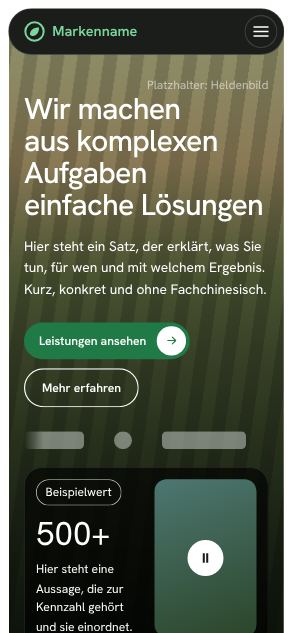 Markenname
Platzhalter: Heldenbild
Wir machen
aus komplexen
Aufgaben
einfache Lösungen
Hier steht ein Satz, der erklärt, was Sie
tun, für wen und mit welchem Ergebnis.
Kurz, konkret und ohne Fachchinesisch.
Leistungen ansehen
Mehr erfahren
Beispielwert
500+
Hier steht eine
Aussage, die zur
Kennzahl gehört
und sie einordnet.